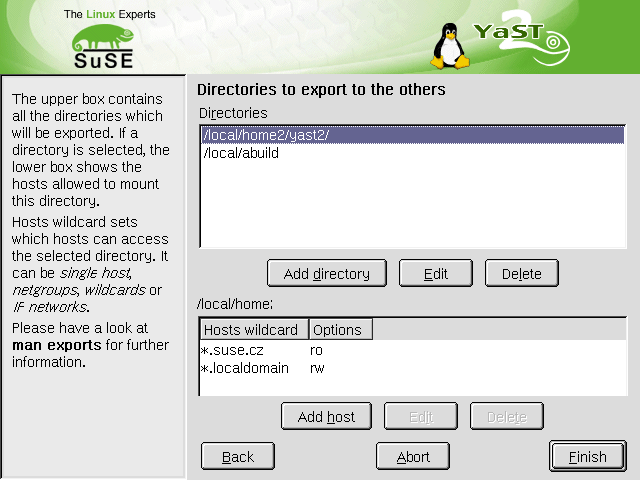 The Linux Experts
SuSE
YaST
2
The upper box contains
all the directories which
will be exported. If a
directory is selected, the
lower box shows the
hosts allowed to mount
this directory.
Hosts wildcard sets
which hosts can access
the selected directory. It
can be single host,
netgroups, wildcards or
IP networks.
Please have a look at
man exports for further
information.
Directories to export to the others
Directories
/local/home2/yast2/
/local/abuild
Add directory Edit Delete
/local/home:
Hosts wildcard Options
*.suse.cz ro
*.localdomain rw
Add host Edit Delete
Back Abort Finish